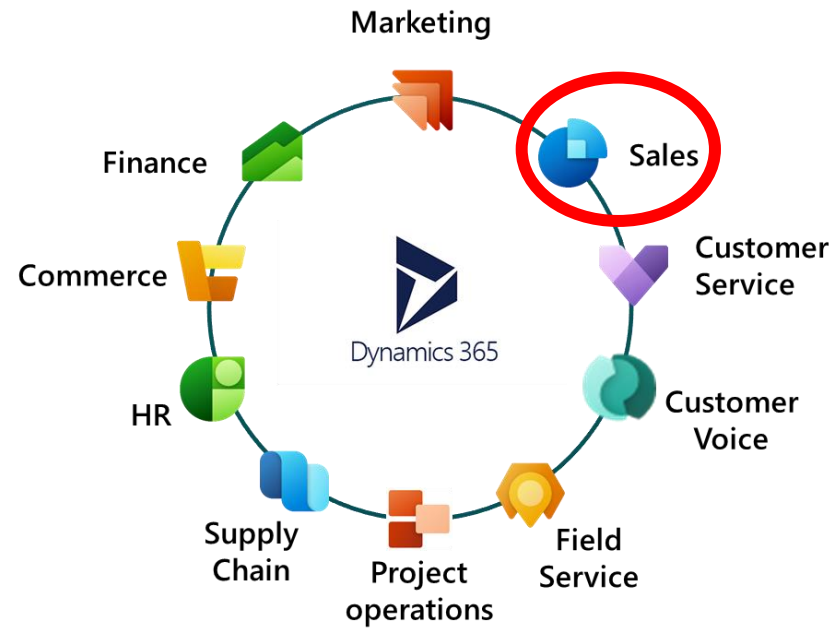 Marketing
Sales
Customer
Service
Customer
Voice
Field
Service
Project
operations
Supply
Chain
HR
Commerce
Finance
Dynamics 365